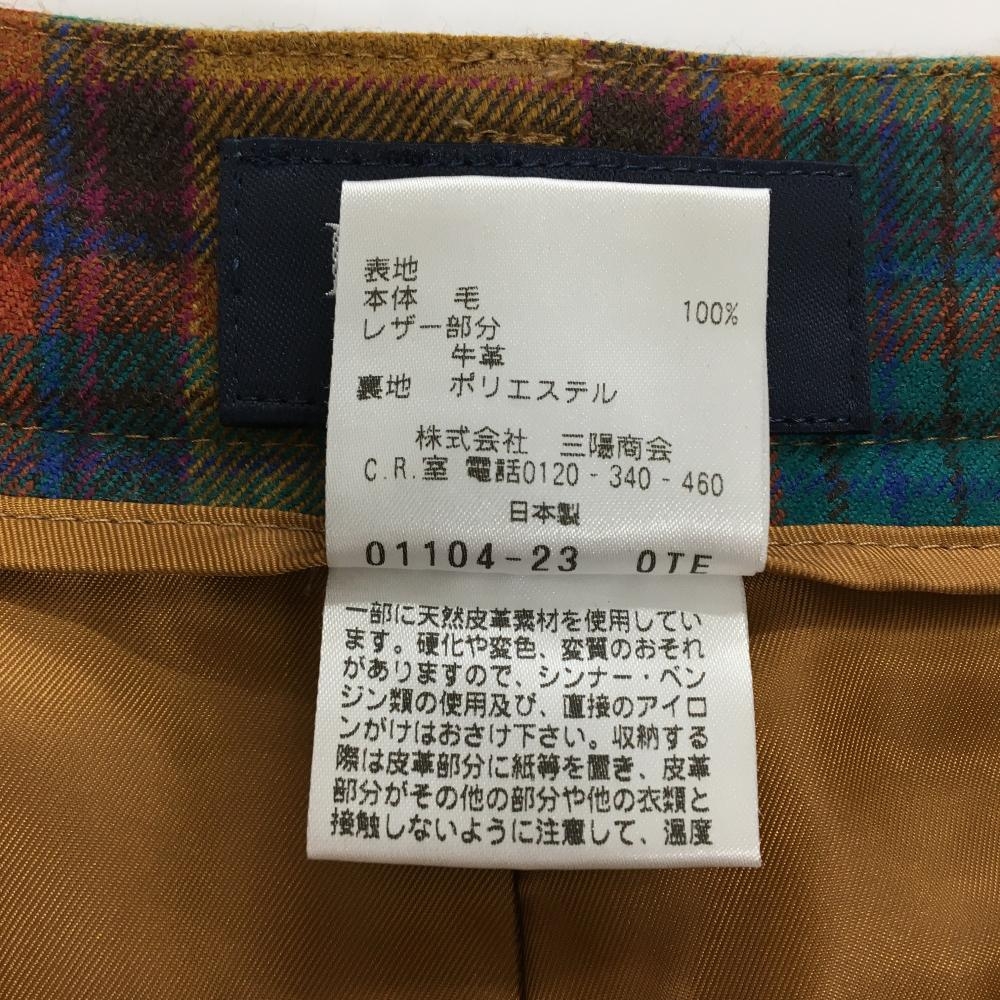 表地
本体 毛 100%
レザー部分
牛革
裏地 ポリエステル
株式会社 三陽商会
C.R.室 電話0120-340-460
日本製
01104-23 OTE
一部に天然皮革素材を使用してい
ます。硬化や変色、変質のおそれ
がありますので、シンナー・ベン
ジン類の使用及び、直接のアイロ
ンがけはおさけ下さい。収納する
際は皮革部分に紙等を置き、皮革
部分がその他の部分や他の衣類と
接触しないように注意して、温度